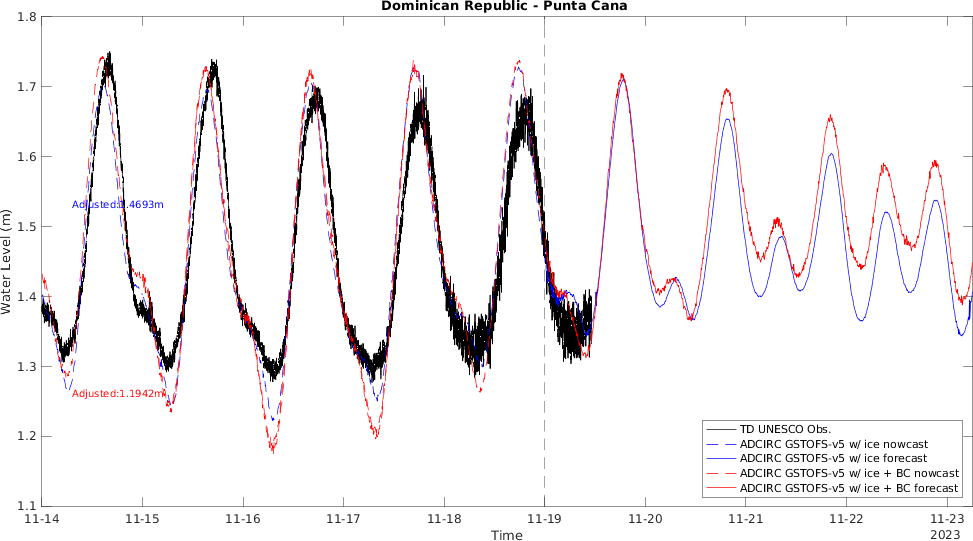 Dominican Republic - Punta Cana
1.8
1.7
1.6
1.5
1.4
1.3
1.2
1.1
Water Level (m)
Adjusted:1.4693m
Adjusted:1.1942m
TD UNESCO Obs.
ADCIRC GSTOFS-v5 w/ ice nowcast
ADCIRC GSTOFS-v5 w/ ice forecast
ADCIRC GSTOFS-v5 w/ ice + BC nowcast
ADCIRC GSTOFS-v5 w/ ice + BC forecast
11-14 11-15 11-16 11-17 11-18 11-19 11-20 11-21 11-22 11-23
Time
2023